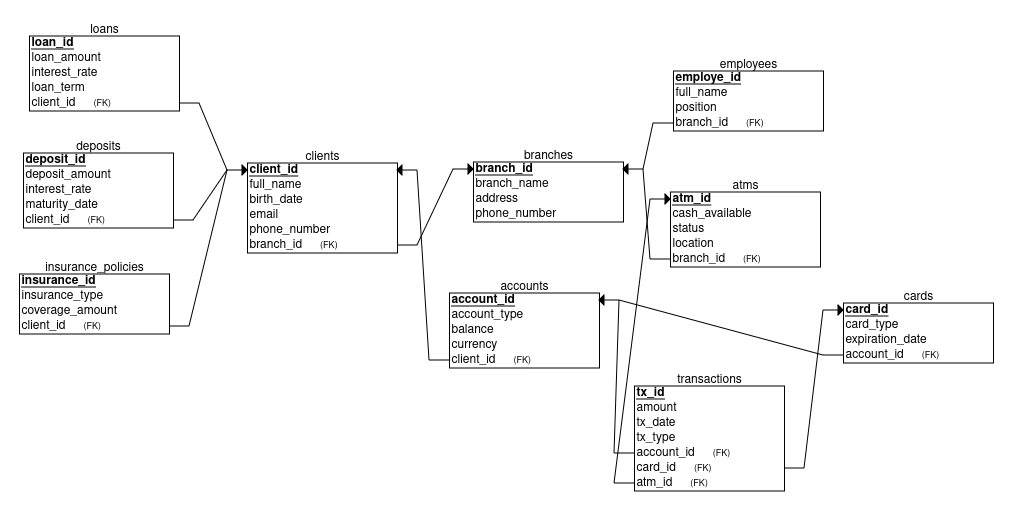 loans
loan_id
loan_amount
interest_rate
loan_term
client_id (FK)
deposits
deposit_id
deposit_amount
interest_rate
maturity_date
client_id (FK)
insurance_policies
insurance_id
insurance_type
coverage_amount
client_id (FK)
clients
client_id
full_name
birth_date
email
phone_number
branch_id (FK)
branches
branch_id
branch_name
address
phone_number
accounts
account_id
account_type
balance
currency
client_id (FK)
employees
employe_id
full_name
position
branch_id (FK)
atms
atm_id
cash_available
status
location
branch_id (FK)
transactions
tx_id
amount
tx_date
tx_type
account_id (FK)
card_id (FK)
atm_id (FK)
cards
card_id
card_type
expiration_date
account_id (FK)